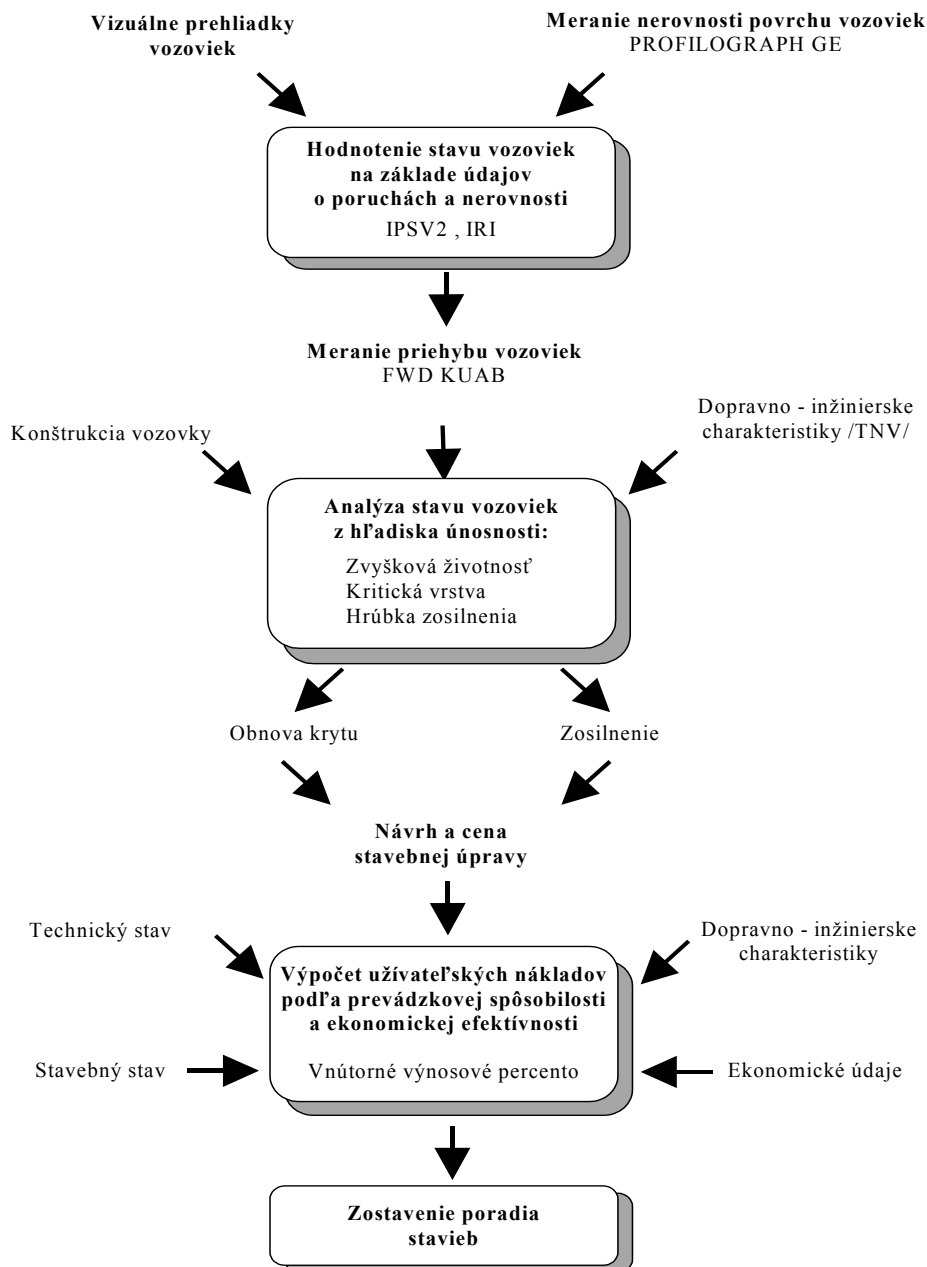 Vizuálne prehliadky
vozoviek
Meranie nerovnosti povrchu vozoviek
PROFILOGRAPH GE
Hodnotenie stavu vozoviek
na základe údajov
o poruchách a nerovnosti
IPSV2 , IRI
Meranie priehybu vozoviek
FWD KUAB
Konštrukcia vozovky
Dopravno - inžinierske
charakteristiky /TNV/
Analýza stavu vozoviek
z hľadiska únosnosti:
Zvyšková životnosť
Kritická vrstva
Hrúbka zosilnenia
Obnova krytu
Zosilnenie
Návrh a cena
stavebnej úpravy
Technický stav
Dopravno - inžinierske
charakteristiky
Výpočet užívateľských nákladov
podľa prevádzkovej spôsobilosti
a ekonomickej efektívnosti
Vnútorné výnosové percento
Stavebný stav
Ekonomické údaje
Zostavenie poradia
stavieb